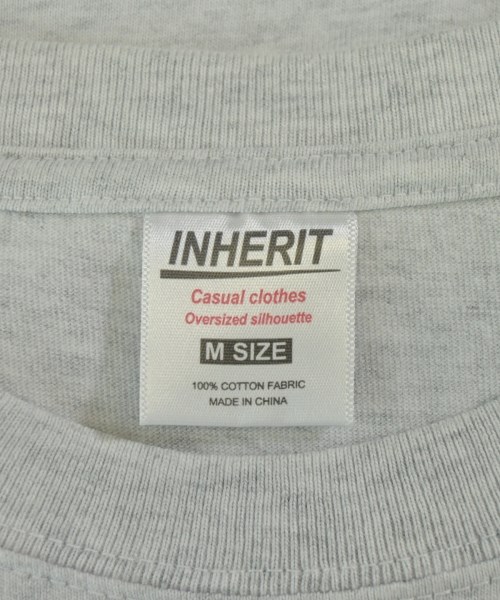 INHERIT
Casual clothes
Oversized silhouette
M SIZE
100% COTTON FABRIC
MADE IN CHINA